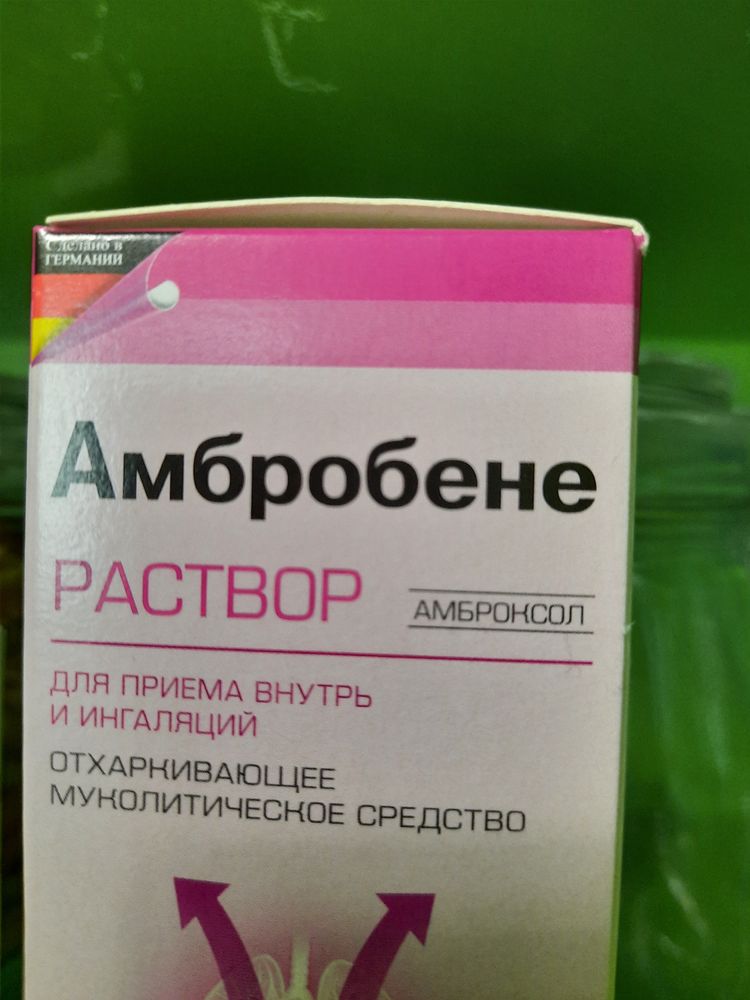 Сделано в
ГЕРМАНИИ
Амбробене
РАСТВОР
АМБРОКСОЛ
ДЛЯ ПРИЕМА ВНУТРЬ
И ИНГАЛЯЦИЙ
ОТХАРКИВАЮЩЕЕ
МУКОЛИТИЧЕСКОЕ СРЕДСТВО